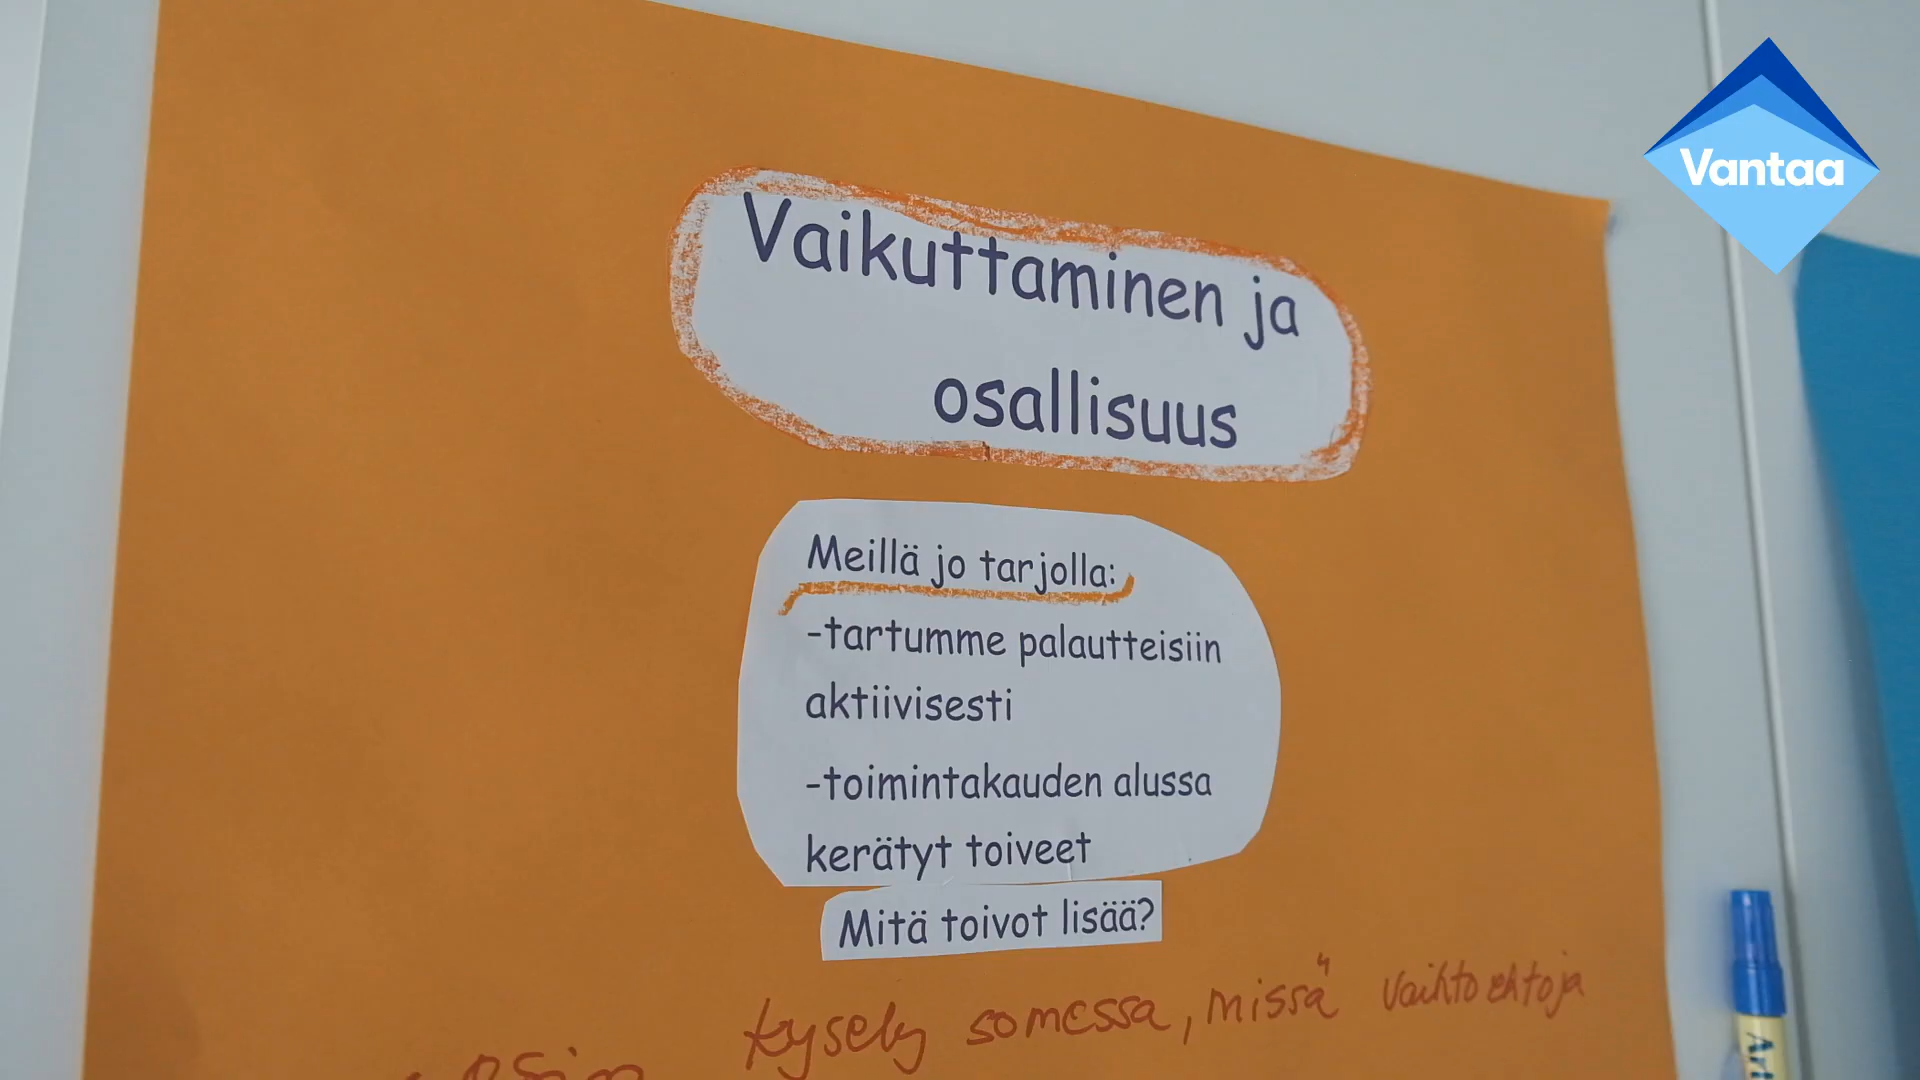 Vantaa
Vaikuttaminen ja
osallisuus
Meillä jo tarjolla:
-tartumme palautteisiin
aktiivisesti
-toimintakauden alussa
kerätyt toiveet
Mitä toivot lisää?
kysely somessa, missä vaihtoehtoja